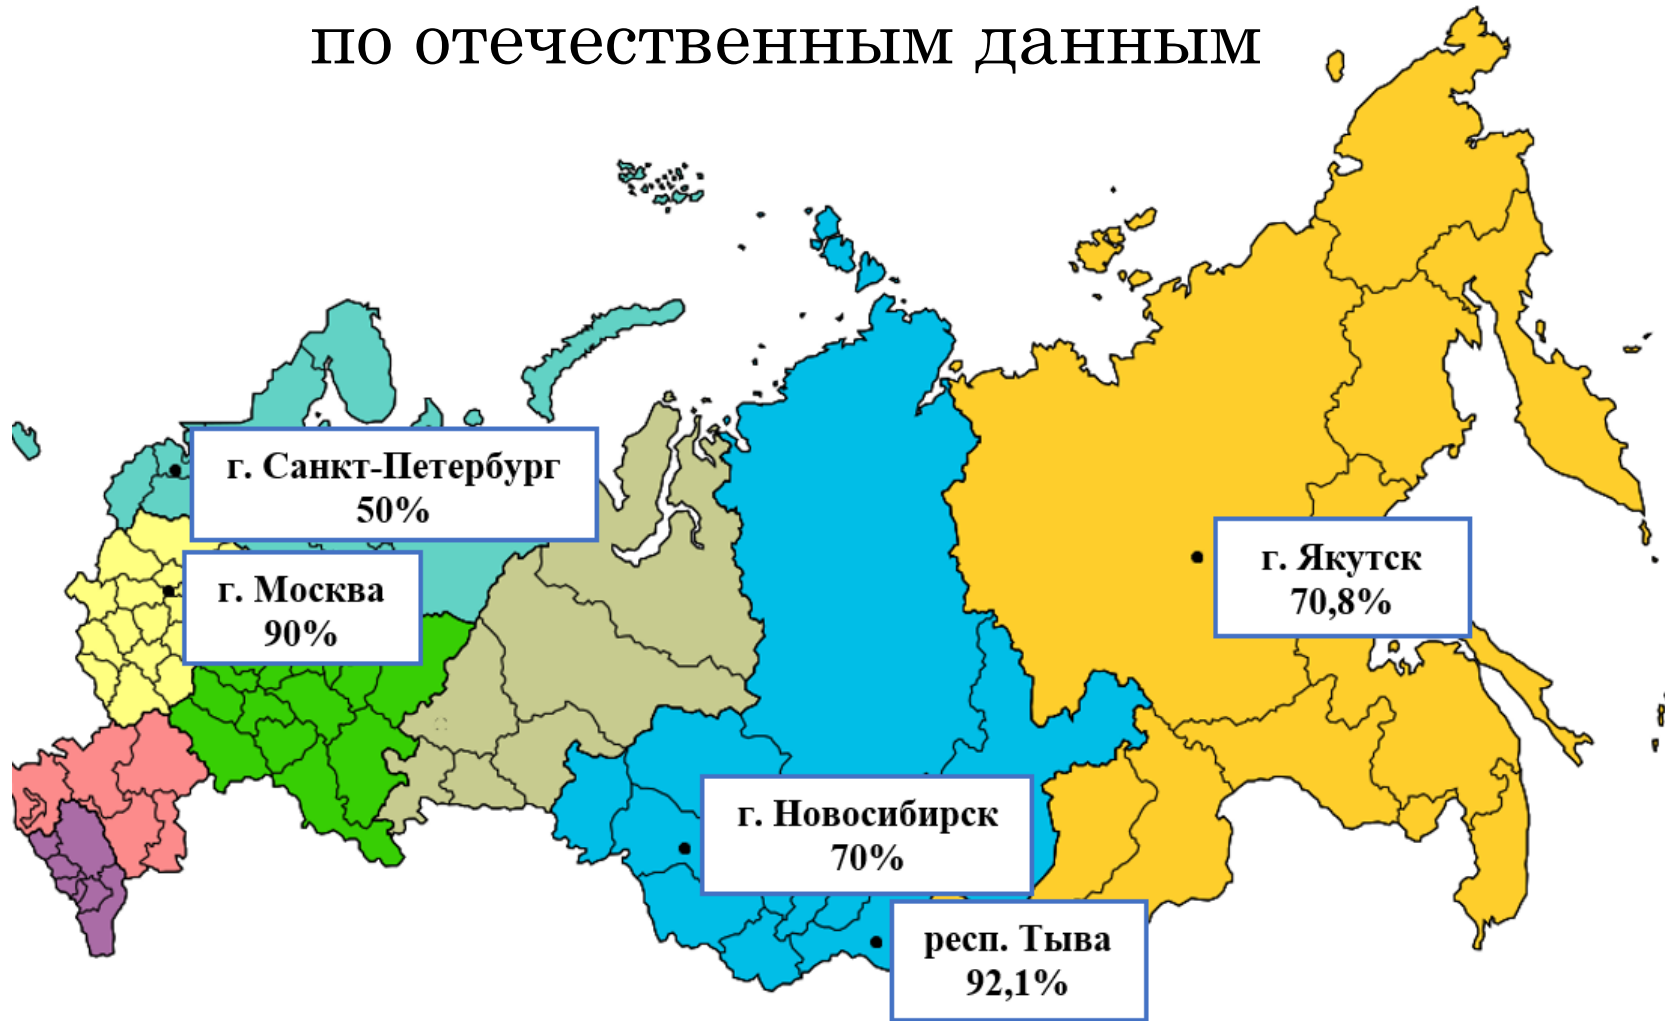 по отечественным данным
г. Санкт-Петербург
50%
г. Москва
90%
г. Якутск
70,8%
г. Новосибирск
70%
респ. Тыва
92,1%